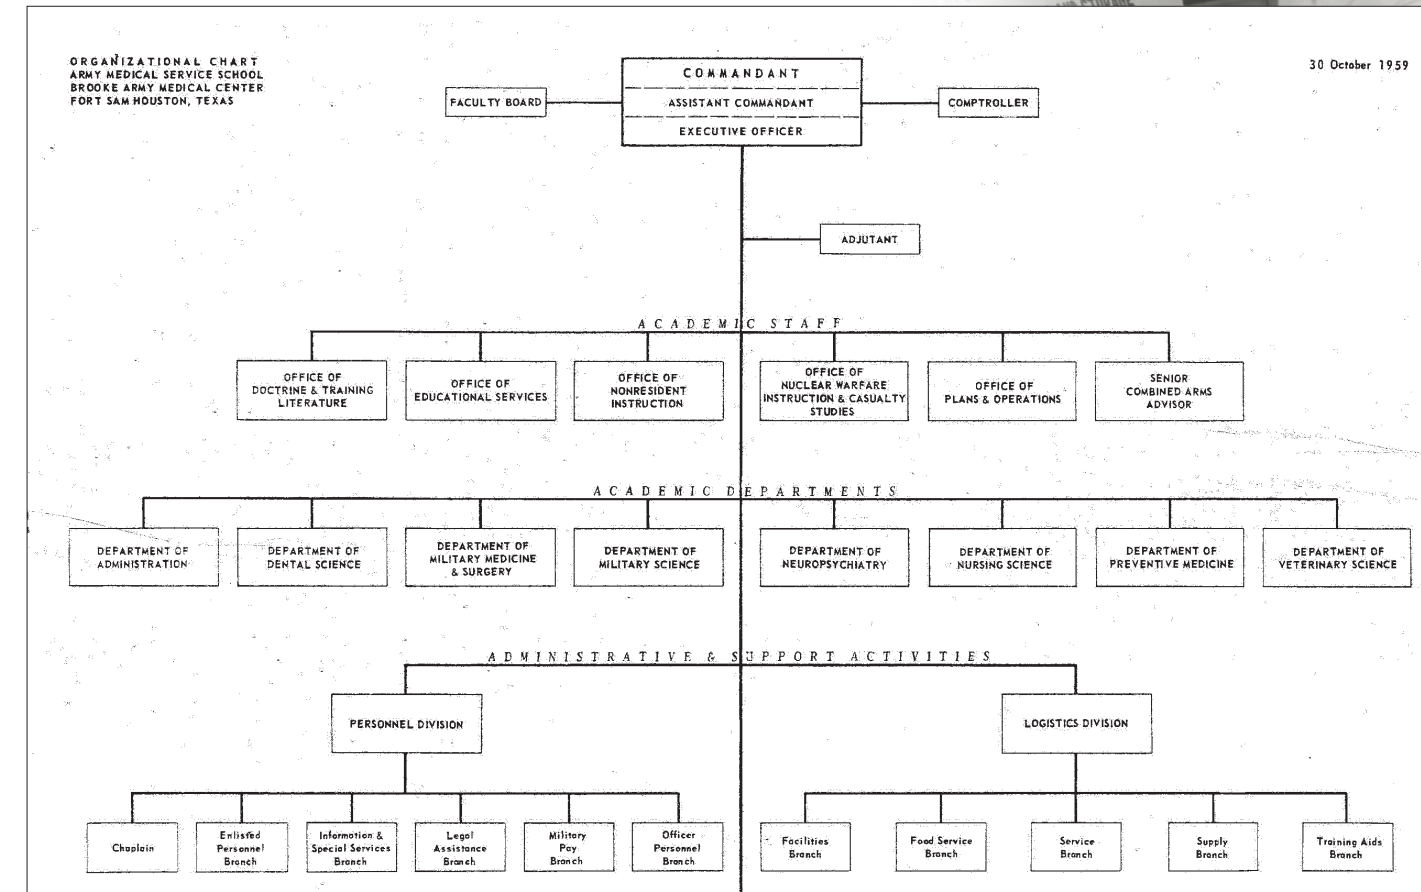 AND STORAGE
ORGANIZATIONAL CHART
ARMY MEDICAL SERVICE SCHOOL
BROOKE ARMY MEDICAL CENTER
FORT SAM HOUSTON, TEXAS
30 October 1959
COMMANDANT
ASSISTANT COMMANDANT
EXECUTIVE OFFICER
FACULTY BOARD
COMPTROLLER
ADJUTANT
ACADEMIC STAFF
OFFICE OF
DOCTRINE & TRAINING
LITERATURE
OFFICE OF
EDUCATIONAL SERVICES
OFFICE OF
NONRESIDENT
INSTRUCTION
OFFICE OF
NUCLEAR WARFARE
INSTRUCTION & CASUALTY
STUDIES
OFFICE OF
PLANS & OPERATIONS
SENIOR
COMBINED ARMS
ADVISOR
ACADEMIC DEPARTMENTS
DEPARTMENT OF
ADMINISTRATION
DEPARTMENT OF
DENTAL SCIENCE
DEPARTMENT OF
MILITARY MEDICINE
& SURGERY
DEPARTMENT OF
MILITARY SCIENCE
DEPARTMENT OF
NEUROPSYCHIATRY
DEPARTMENT OF
NURSING SCIENCE
DEPARTMENT OF
PREVENTIVE MEDICINE
DEPARTMENT OF
VETERINARY SCIENCE
ADMINISTRATIVE & SUPPORT ACTIVITIES
PERSONNEL DIVISION
LOGISTICS DIVISION
Chaplain
Enlisted
Personnel
Branch
Information &
Special Services
Branch
Legal
Assistance
Branch
Military
Pay
Branch
Officer
Personnel
Branch
Facilities
Branch
Food Service
Branch
Service
Branch
Supply
Branch
Training Aids
Branch